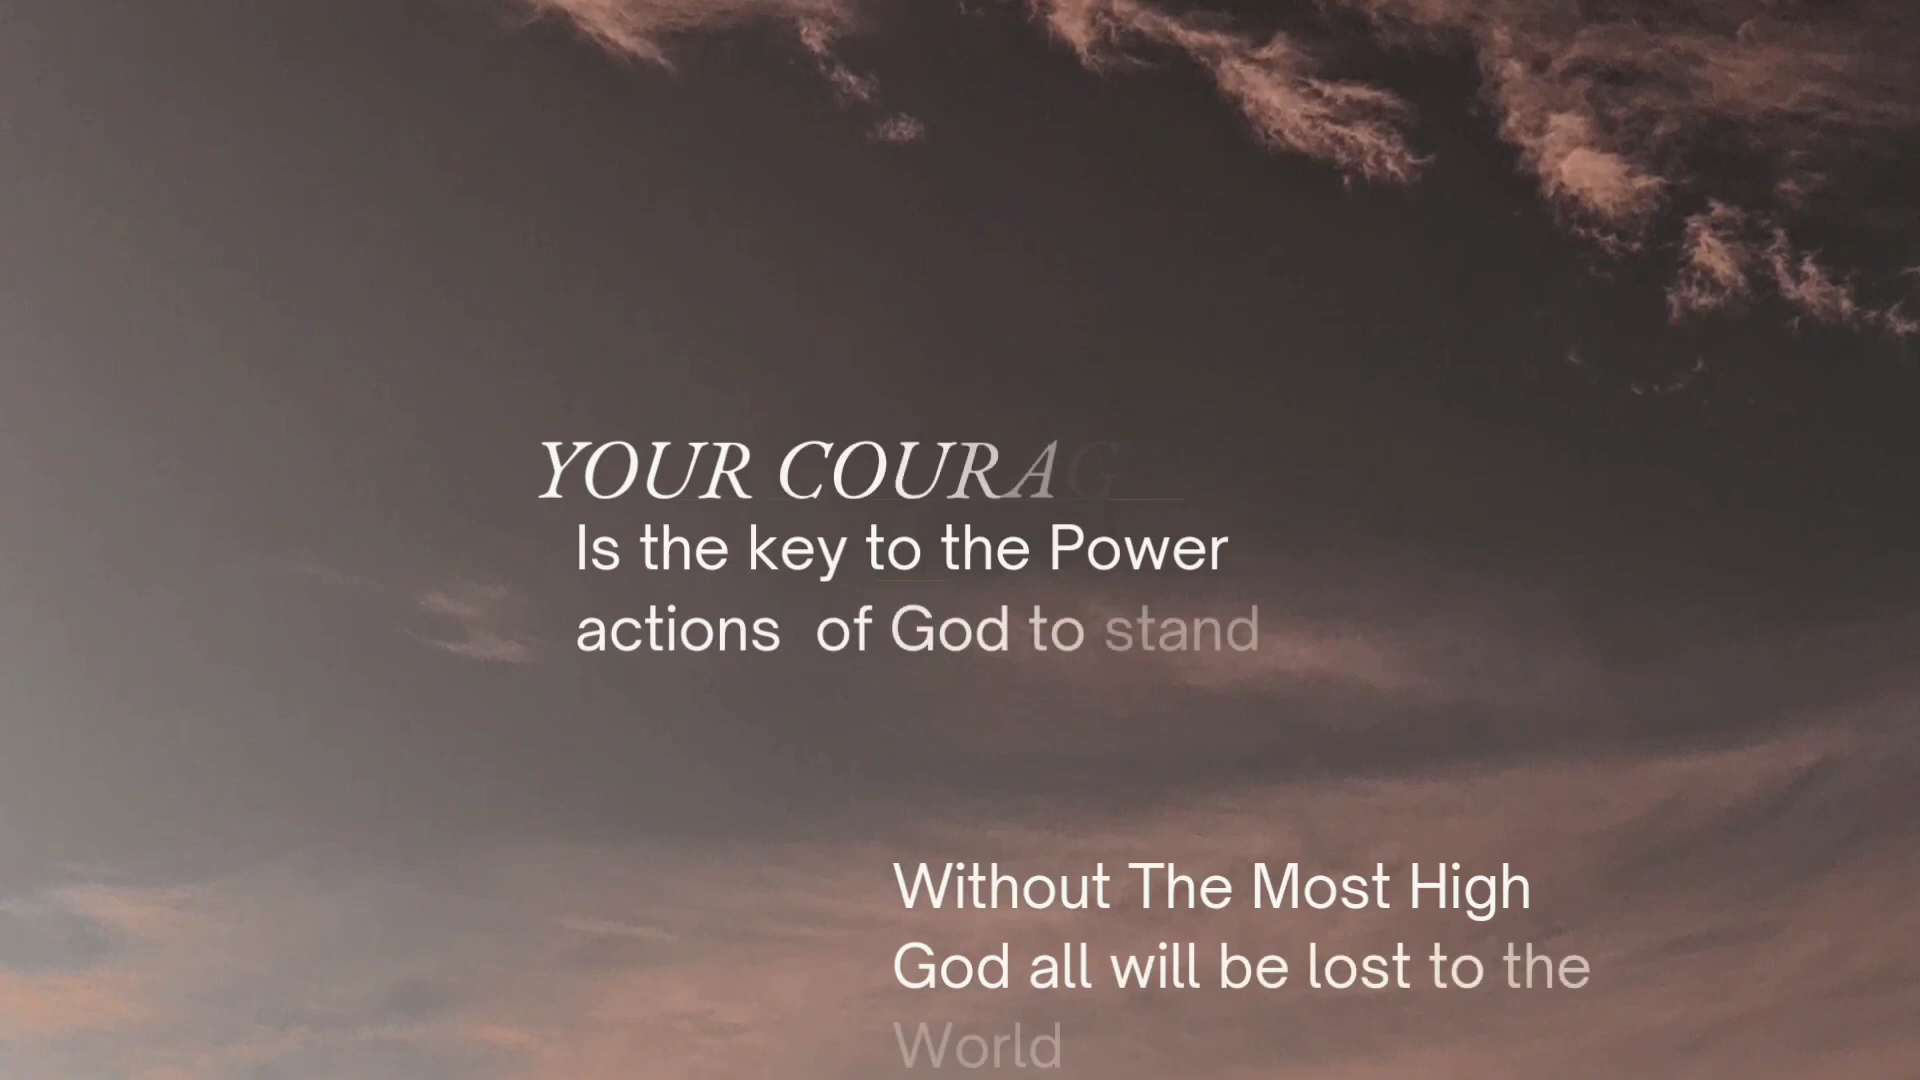 YOUR COURAG
Is the key to the Power
actions of God to stand
Without The Most High
God all will be lost to the
World